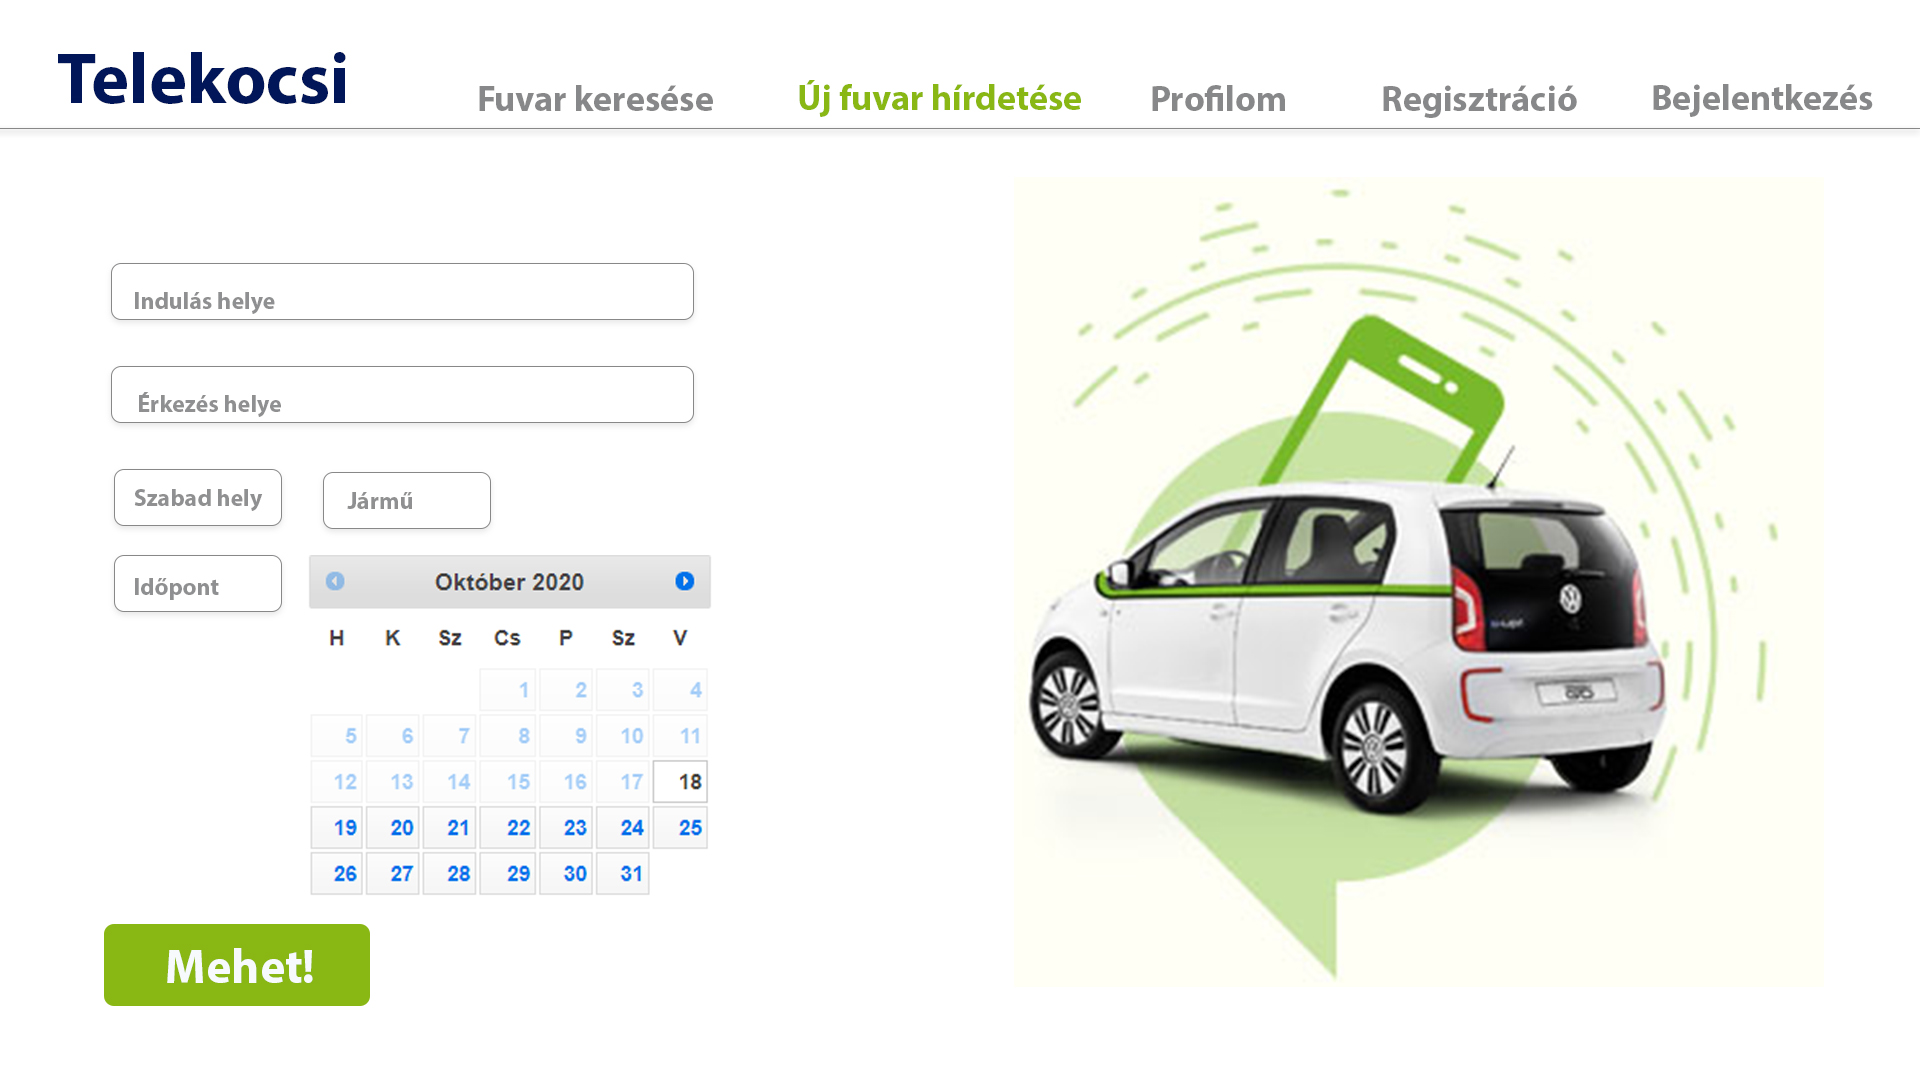 Telekocsi
Fuvar keresése
Új fuvar hírdetése
Profilom
Regisztráció
Bejelentkezés
Indulás helye
Érkezés helye
Szabad hely
Jármű
Időpont
Október 2020
H K Sz Cs P Sz V
1 2 3 4
5 6 7 8 9 10 11
12 13 14 15 16 17 18
19 20 21 22 23 24 25
26 27 28 29 30 31
Mehet!
e-up!